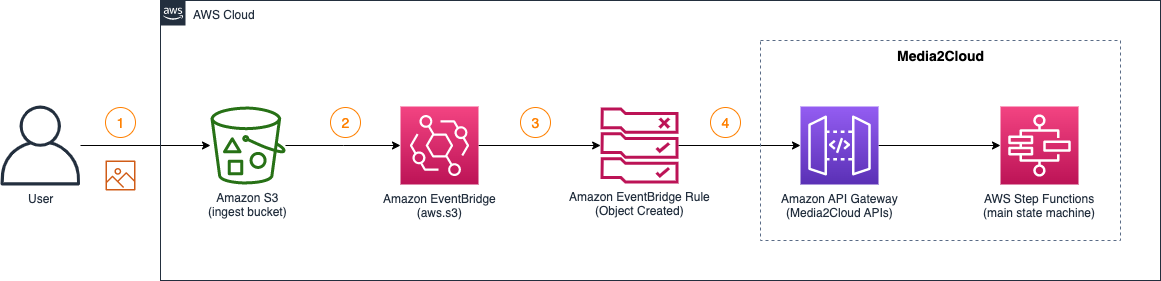 aws
AWS Cloud
Media2Cloud
1
2
3
4
</>
User
Amazon S3
(ingest bucket)
Amazon EventBridge
(aws.s3)
Amazon EventBridge Rule
(Object Created)
Amazon API Gateway
(Media2Cloud APIs)
AWS Step Functions
(main state machine)